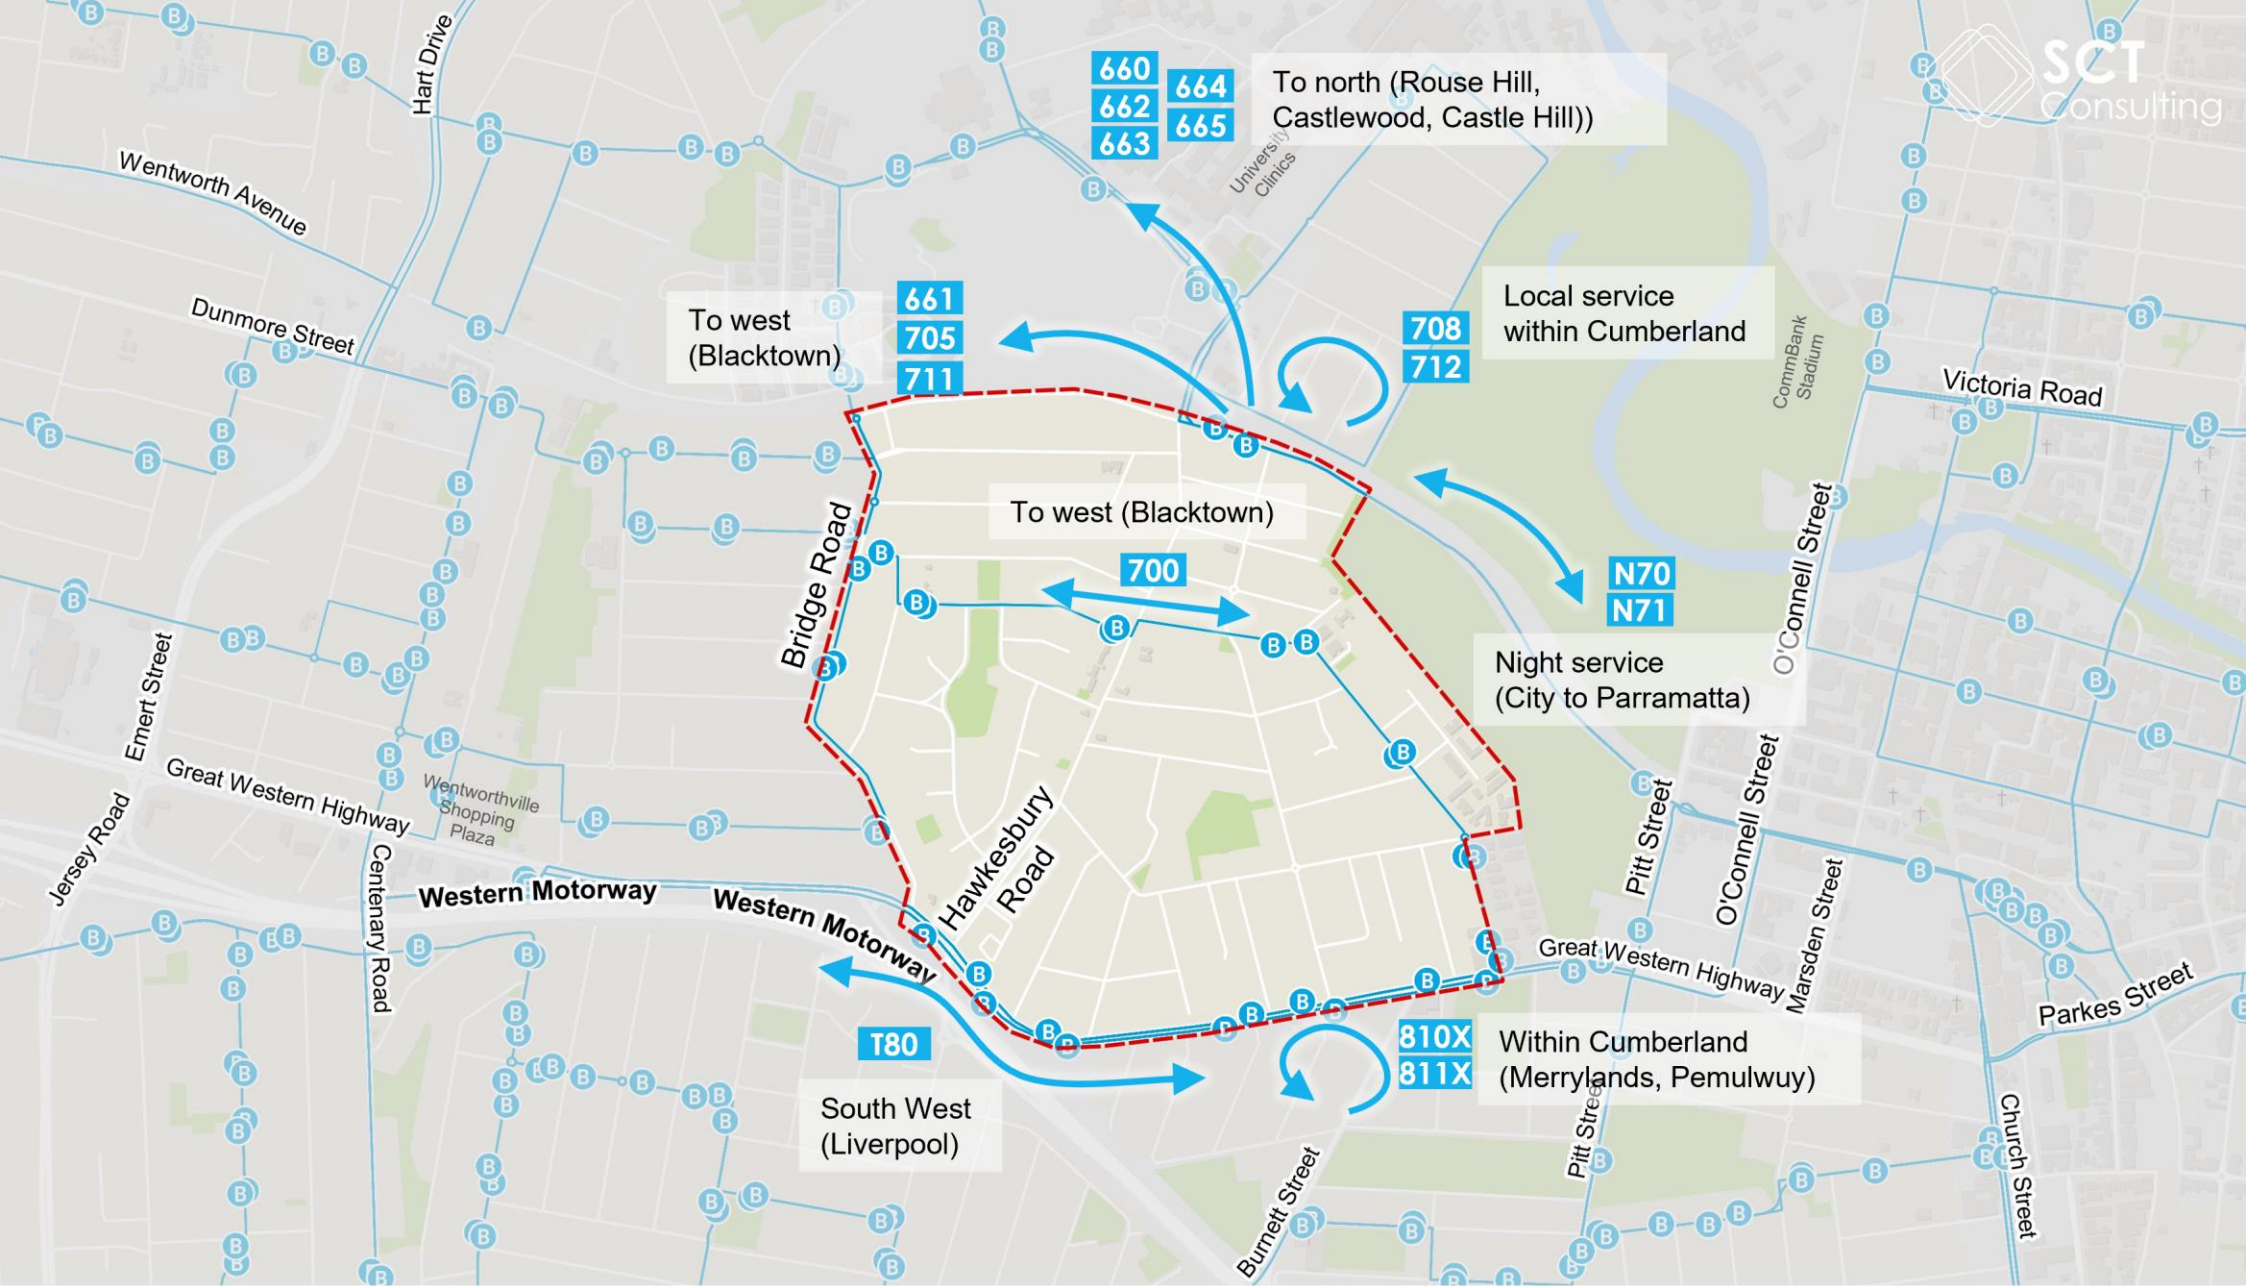 SCT
Consulting
Hart Drive
660
662
663
664
665
To north (Rouse Hill,
Castlewood, Castle Hill))
University
Clinics
Wentworth Avenue
Dunmore Street
To west
(Blacktown)
661
705
711
708
712
Local service
within Cumberland
CommBank
Stadium
Victoria Road
To west (Blacktown)
700
Bridge Road
N70
N71
Night service
(City to Parramatta)
O'Connell Street
Emert Street
Great Western Highway
Wentworthville
Shopping
Plaza
Jersey Road
Centenary Road
Western Motorway
Western Motorway
Hawkesbury
Road
Pitt Street
O'Connell Street
Marsden Street
Great Western Highway
Parkes Street
T80
South West
(Liverpool)
810X
811X
Within Cumberland
(Merrylands, Pemulwuy)
Pitt Street
Burnett Street
Church Street